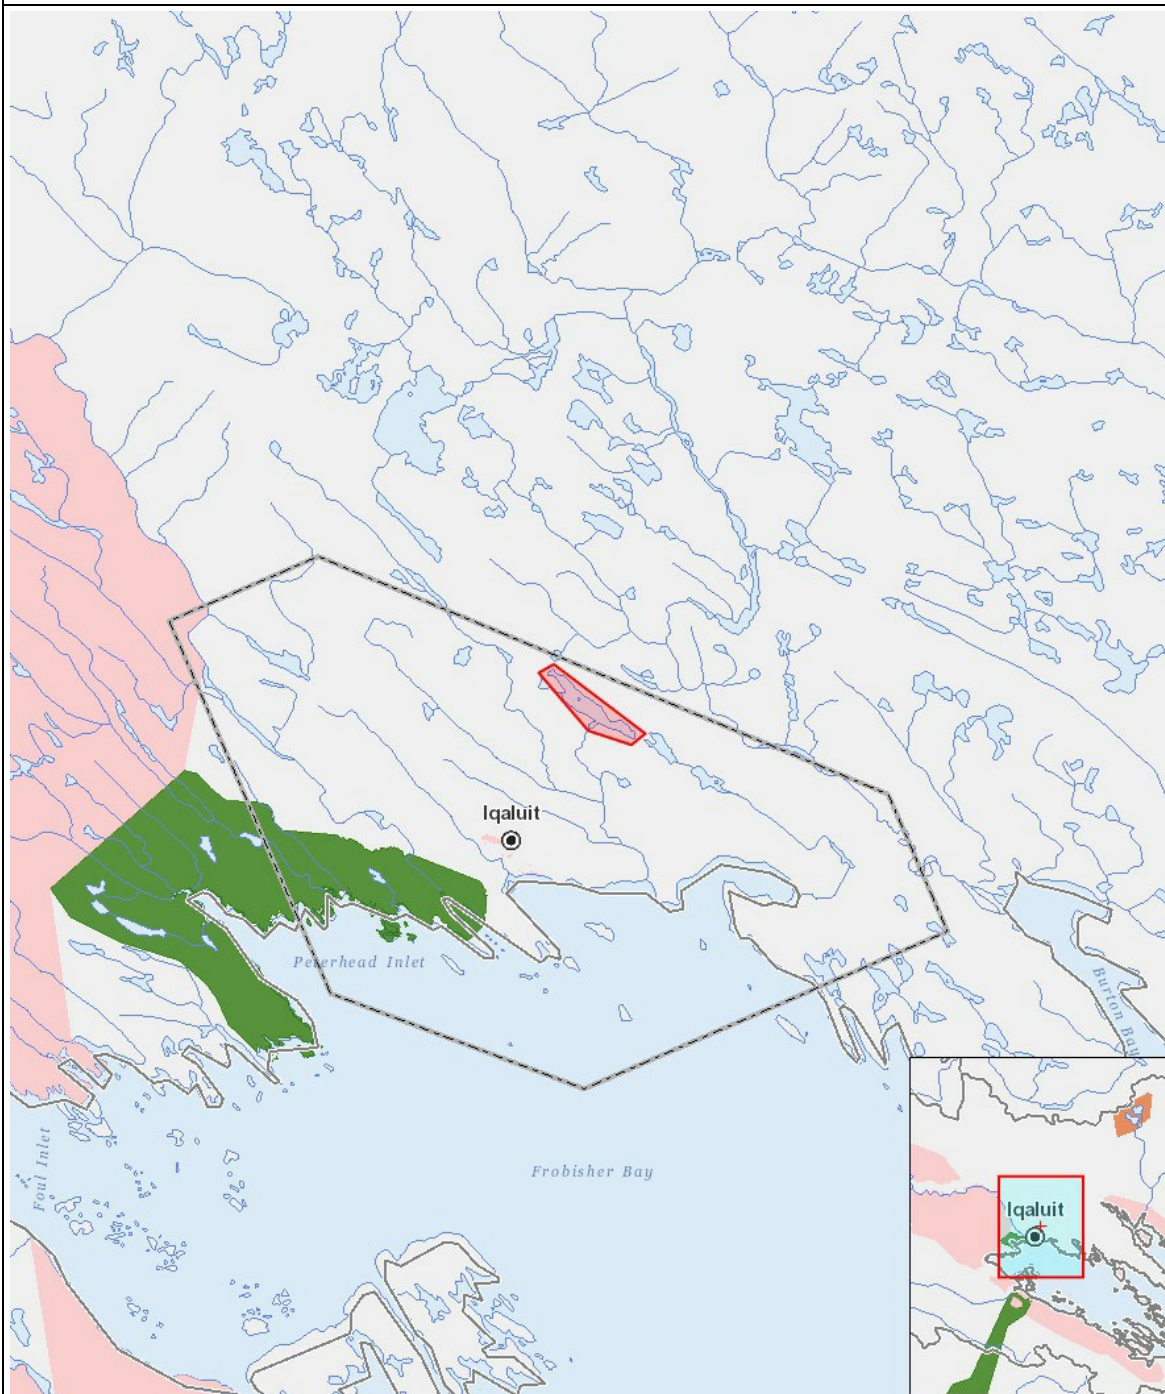 Iqaluit
Peterhead Inlet
Burton Bay
Foul Inlet
Frobisher Bay
Iqaluit